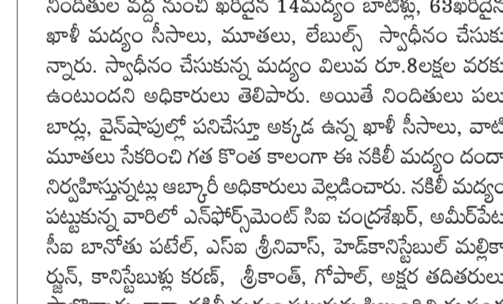 నిందితుల వద్ద నుంచి ఖరీదైన 14మద్యం బాటిళ్లు, 63ఖరీదైన
ఖాళీ మద్యం సీసాలు, మూతలు, లేబుల్స్ స్వాధీనం చేసుకు
న్నారు. స్వాధీనం చేసుకున్న మద్యం విలువ రూ.8లక్షల వరకు
ఉంటుందని అధికారులు తెలిపారు. అయితే నిందితులు పలు
బార్లు, వైన్‌షాపుల్లో పనిచేస్తూ అక్కడ ఉన్న ఖాళీ సీసాలు, వాటి
మూతలు సేకరించి గత కొంత కాలంగా ఈ నకిలీ మద్యం దందా
నిర్వహిస్తున్నట్లు ఆబ్కారీ అధికారులు వెల్లడించారు. నకిలీ మద్యం
పట్టుకున్న వారిలో ఎన్‌ఫోర్స్‌మెంట్ సిఐ చంద్రశేఖర్, అమీర్‌పేట
సీఐ బానోతు పటేల్, ఎస్ఐ శ్రీనివాస్, హెడ్‌కానిస్టేబుల్ మల్లికా
ర్జున్, కానిస్టేబుళ్లు కరణ్, శ్రీకాంత్, గోపాల్, అక్షర తదితరులు